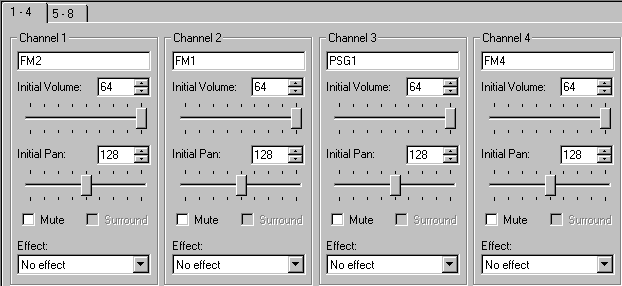 1 - 4 5 - 8
Channel 1 Channel 2 Channel 3 Channel 4
FM2 FM1 PSG1 FM4
Initial Volume: 64 Initial Volume: 64 Initial Volume: 64 Initial Volume: 64
Initial Pan: 128 Initial Pan: 128 Initial Pan: 128 Initial Pan: 128
Mute Surround Mute Surround Mute Surround Mute Surround
Effect: Effect: Effect: Effect:
No effect No effect No effect No effect